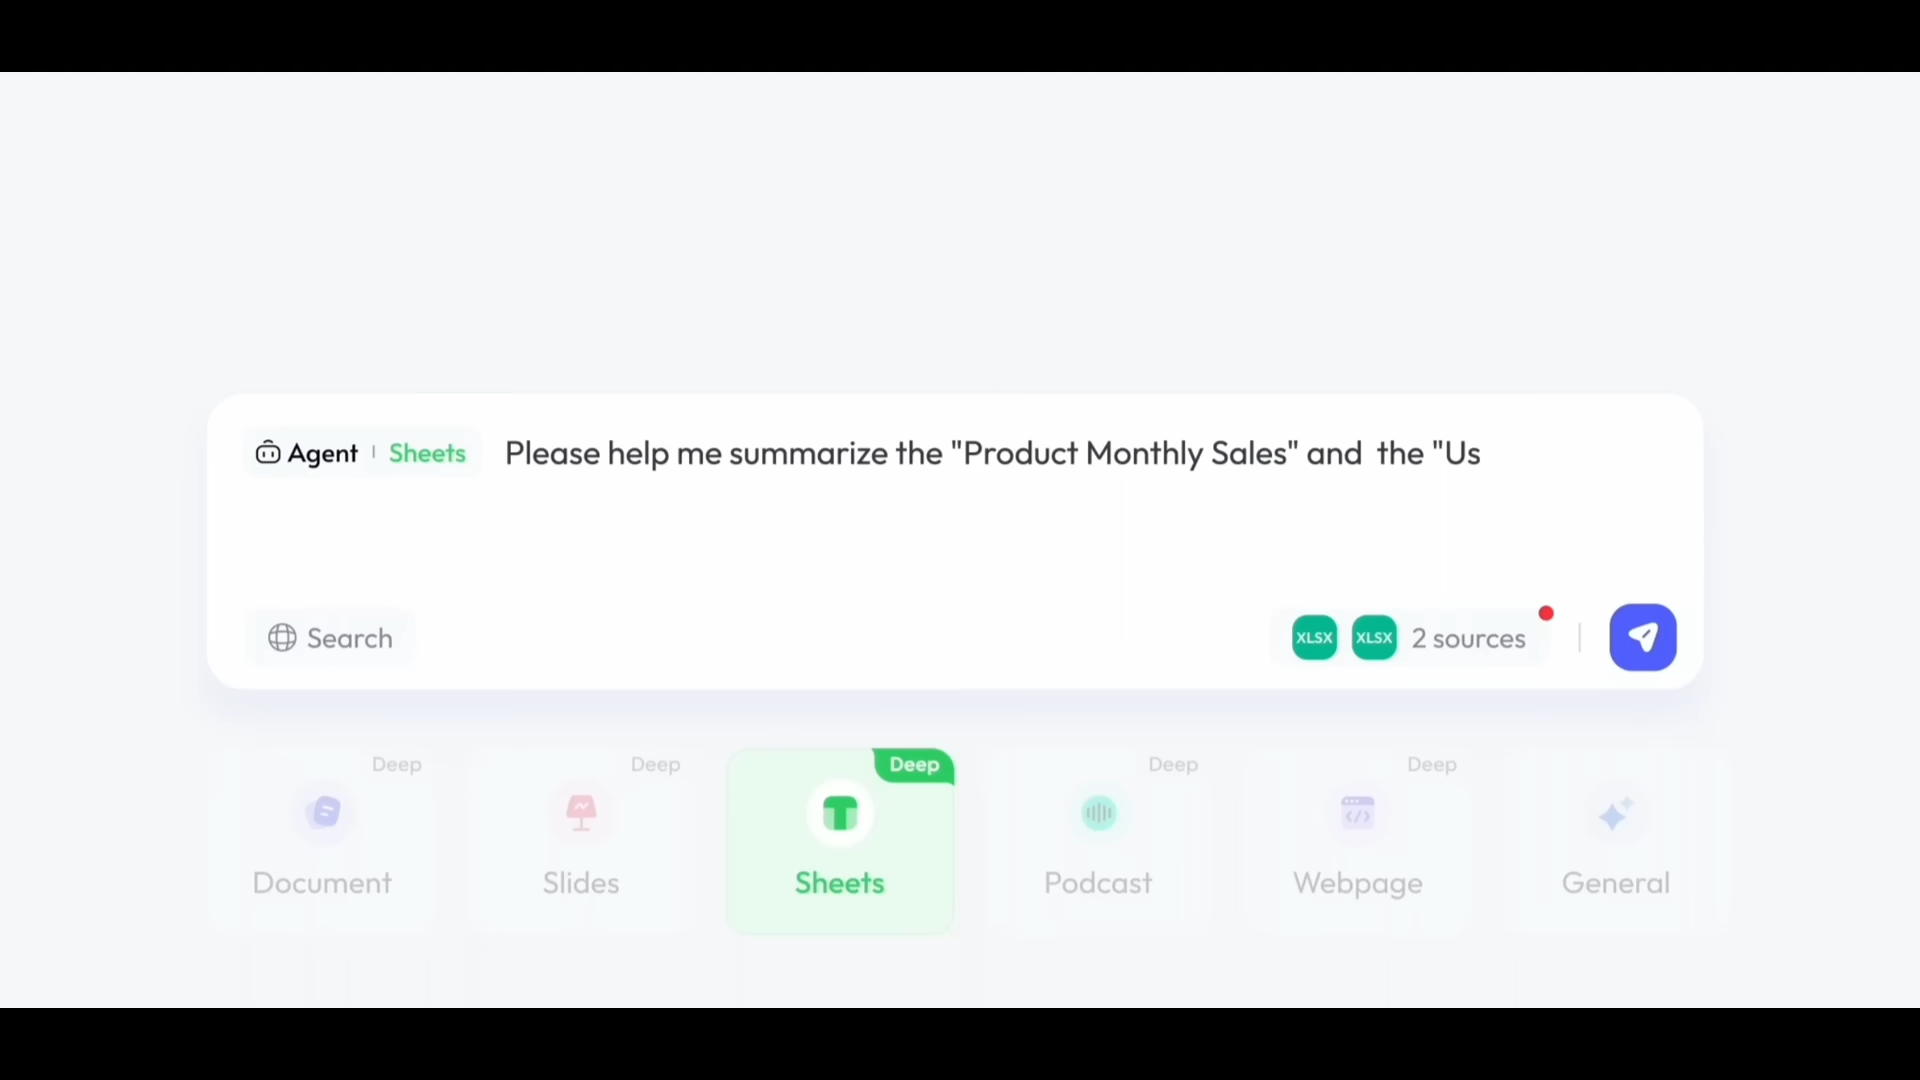 Agent | Sheets Please help me summarize the "Product Monthly Sales" and the "Us
Search XLSX XLSX 2 sources
Deep Deep Deep Deep Deep
Document Slides Sheets Podcast Webpage General